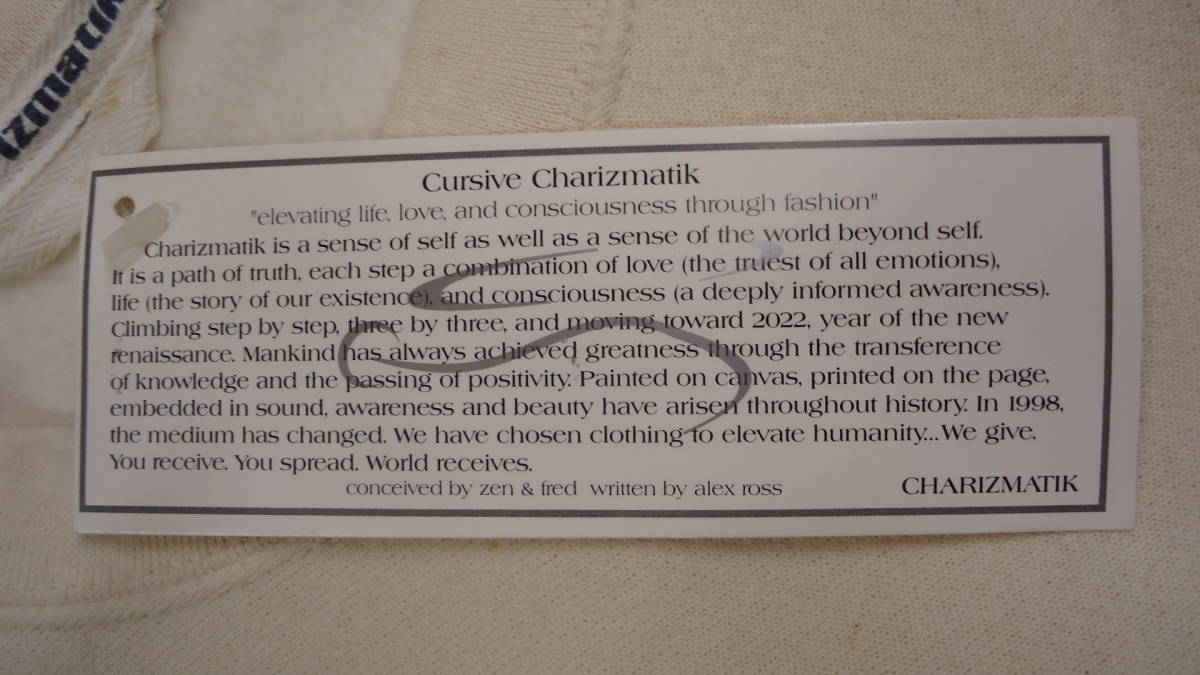 izmatik
Cursive Charizmatik
"elevating life, love, and consciousness through fashion"
Charizmatik is a sense of self as well as a sense of the world beyond self.
It is a path of truth, each step a combination of love (the truest of all emotions),
life (the story of our existence), and consciousness (a deeply informed awareness).
Climbing step by step, three by three, and moving toward 2022, year of the new
renaissance. Mankind has always achieved greatness through the transference
of knowledge and the passing of positivity. Painted on canvas, printed on the page,
embedded in sound, awareness and beauty have arisen throughout history. In 1998,
the medium has changed. We have chosen clothing to elevate humanity...We give.
You receive. You spread. World receives.
conceived by zen & fred written by alex ross
CHARIZMATIK